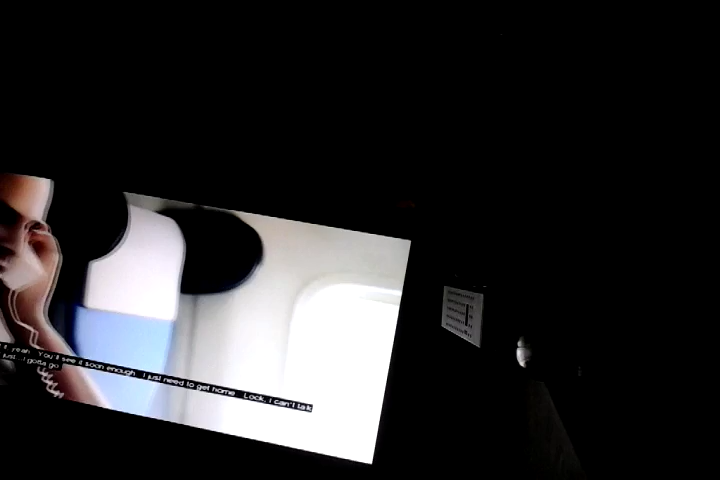 yeah. You'll see it soon enough. I just need to get home. Look, I can't talk
just...I gotta go